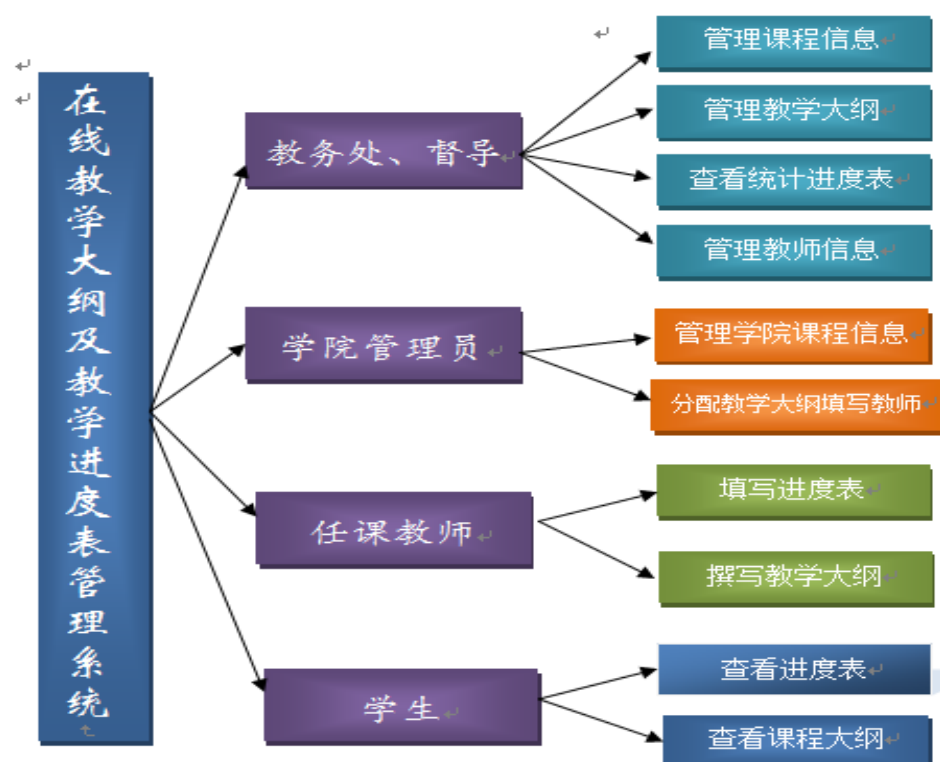 在线教学大纲及教学进度表管理系统
教务处、督导
管理课程信息
管理教学大纲
查看统计进度表
管理教师信息
学院管理员
管理学院课程信息
分配教学大纲填写教师
任课教师
填写进度表
撰写教学大纲
学生
查看进度表
查看课程大纲